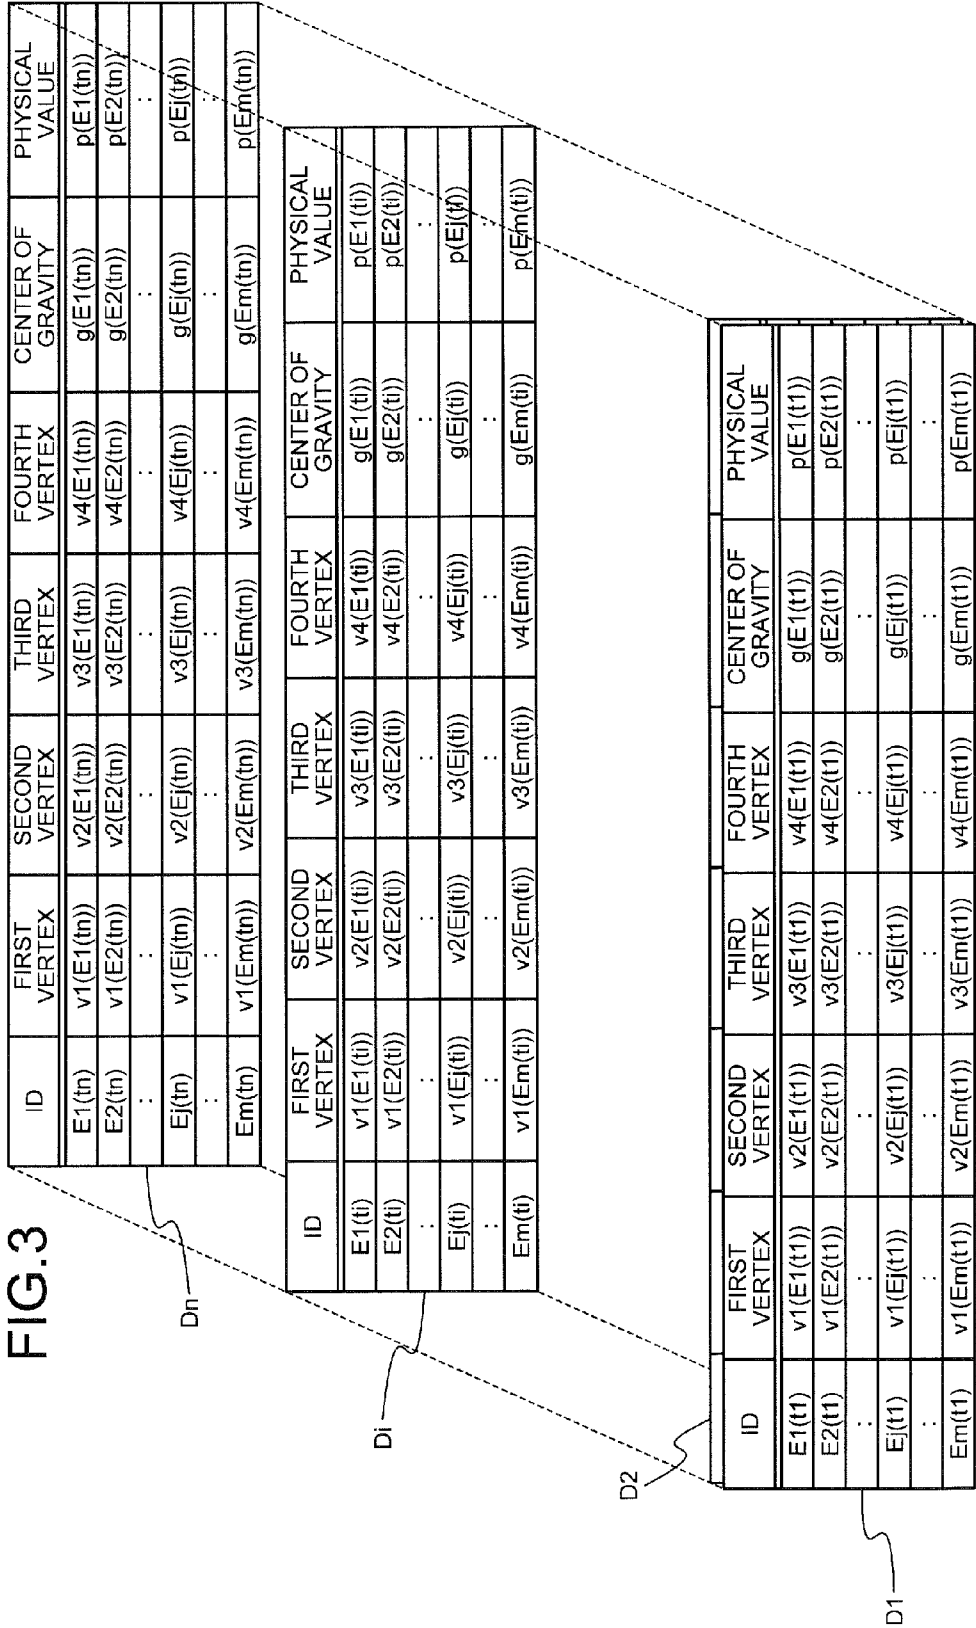 FIG.3
ID FIRST VERTEX SECOND VERTEX THIRD VERTEX FOURTH VERTEX CENTER OF GRAVITY PHYSICAL VALUE
E1(tn) v1(E1(tn)) v2(E1(tn)) v3(E1(tn)) v4(E1(tn)) g(E1(tn)) p(E1(tn))
E2(tn) v1(E2(tn)) v2(E2(tn)) v3(E2(tn)) v4(E2(tn)) g(E2(tn)) p(E2(tn))
: : : : : : :
Ej(tn) v1(Ej(tn)) v2(Ej(tn)) v3(Ej(tn)) v4(Ej(tn)) g(Ej(tn)) p(Ej(tn))
: : : : : : :
Em(tn) v1(Em(tn)) v2(Em(tn)) v3(Em(tn)) v4(Em(tn)) g(Em(tn)) p(Em(tn))
Dn
ID FIRST VERTEX SECOND VERTEX THIRD VERTEX FOURTH VERTEX CENTER OF GRAVITY PHYSICAL VALUE
E1(ti) v1(E1(ti)) v2(E1(ti)) v3(E1(ti)) v4(E1(ti)) g(E1(ti)) p(E1(ti))
E2(ti) v1(E2(ti)) v2(E2(ti)) v3(E2(ti)) v4(E2(ti)) g(E2(ti)) p(E2(ti))
: : : : : : :
Ej(ti) v1(Ej(ti)) v2(Ej(ti)) v3(Ej(ti)) v4(Ej(ti)) g(Ej(ti)) p(Ej(ti))
: : : : : : :
Em(ti) v1(Em(ti)) v2(Em(ti)) v3(Em(ti)) v4(Em(ti)) g(Em(ti)) p(Em(ti))
Di
D2
ID FIRST VERTEX SECOND VERTEX THIRD VERTEX FOURTH VERTEX CENTER OF GRAVITY PHYSICAL VALUE
E1(t1) v1(E1(t1)) v2(E1(t1)) v3(E1(t1)) v4(E1(t1)) g(E1(t1)) p(E1(t1))
E2(t1) v1(E2(t1)) v2(E2(t1)) v3(E2(t1)) v4(E2(t1)) g(E2(t1)) p(E2(t1))
: : : : : : :
Ej(t1) v1(Ej(t1)) v2(Ej(t1)) v3(Ej(t1)) v4(Ej(t1)) g(Ej(t1)) p(Ej(t1))
: : : : : : :
Em(t1) v1(Em(t1)) v2(Em(t1)) v3(Em(t1)) v4(Em(t1)) g(Em(t1)) p(Em(t1))
D1